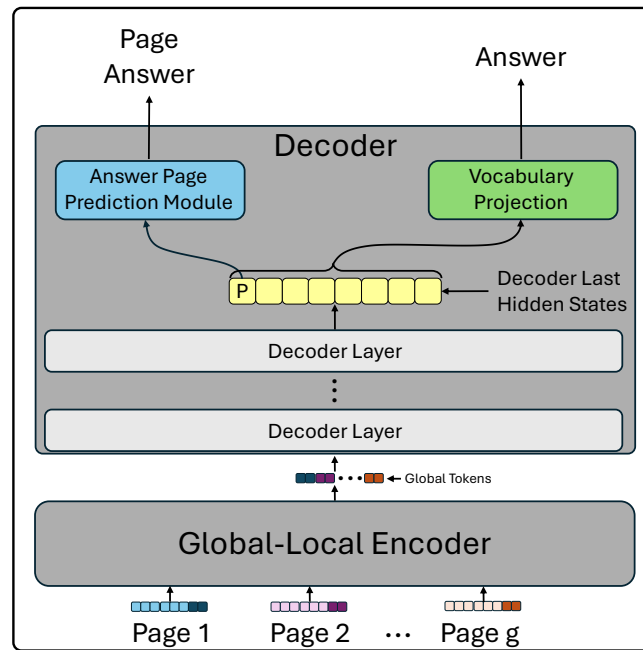 Page
Answer
Answer
Decoder
Answer Page
Prediction Module
Vocabulary
Projection
P
Decoder Last
Hidden States
Decoder Layer
Decoder Layer
Global Tokens
Global-Local Encoder
Page 1
Page 2
...
Page g